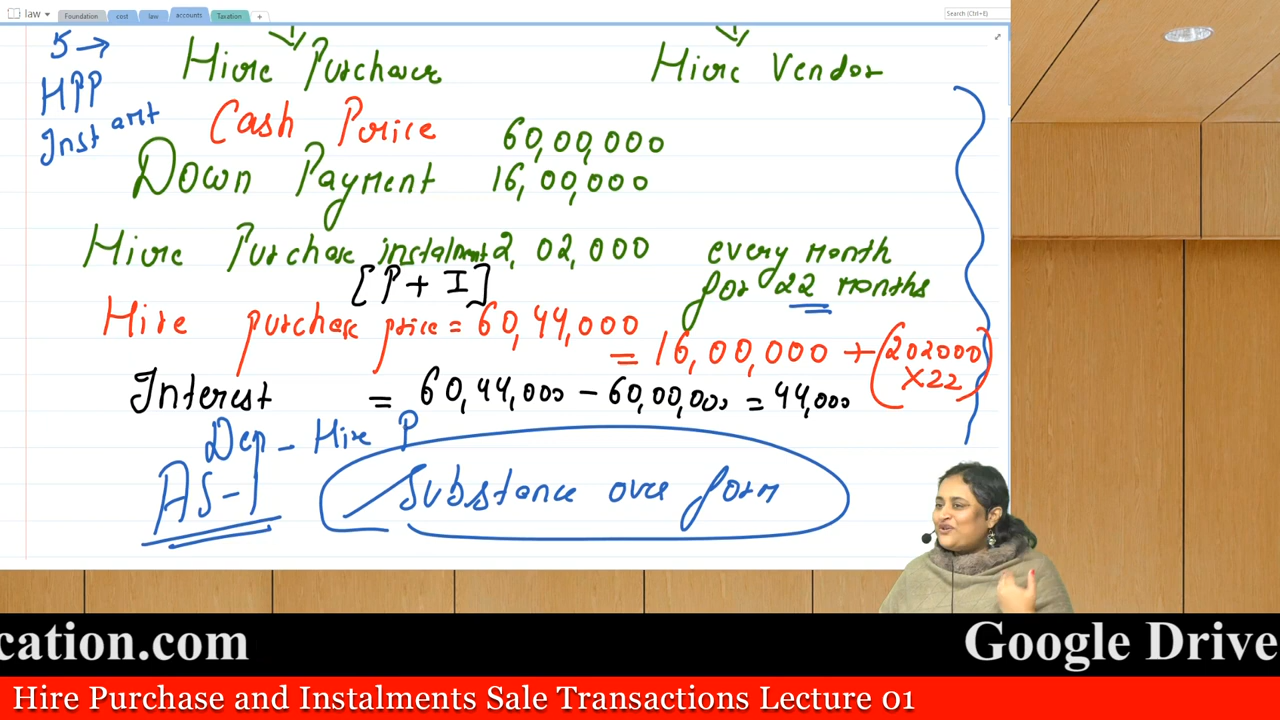 law
Foundation cost law accounts Taxation +
Search (Ctrl+E)
5 →
Hire Purchaser Hire Vendor
HPP
Inst amt
Cash Price 60,00,000
Down Payment 16,00,000
Hire Purchase instalment 2,02,000 every month
[P + I] for 22 months
Hire purchase price = 60,44,000
= 16,00,000 + (202000 × 22)
Interest = 60,44,000 - 60,00,000 = 44,000
Dep - Hire P
AS-1 Substance over form
cation.com Google Drive
Hire Purchase and Instalments Sale Transactions Lecture 01